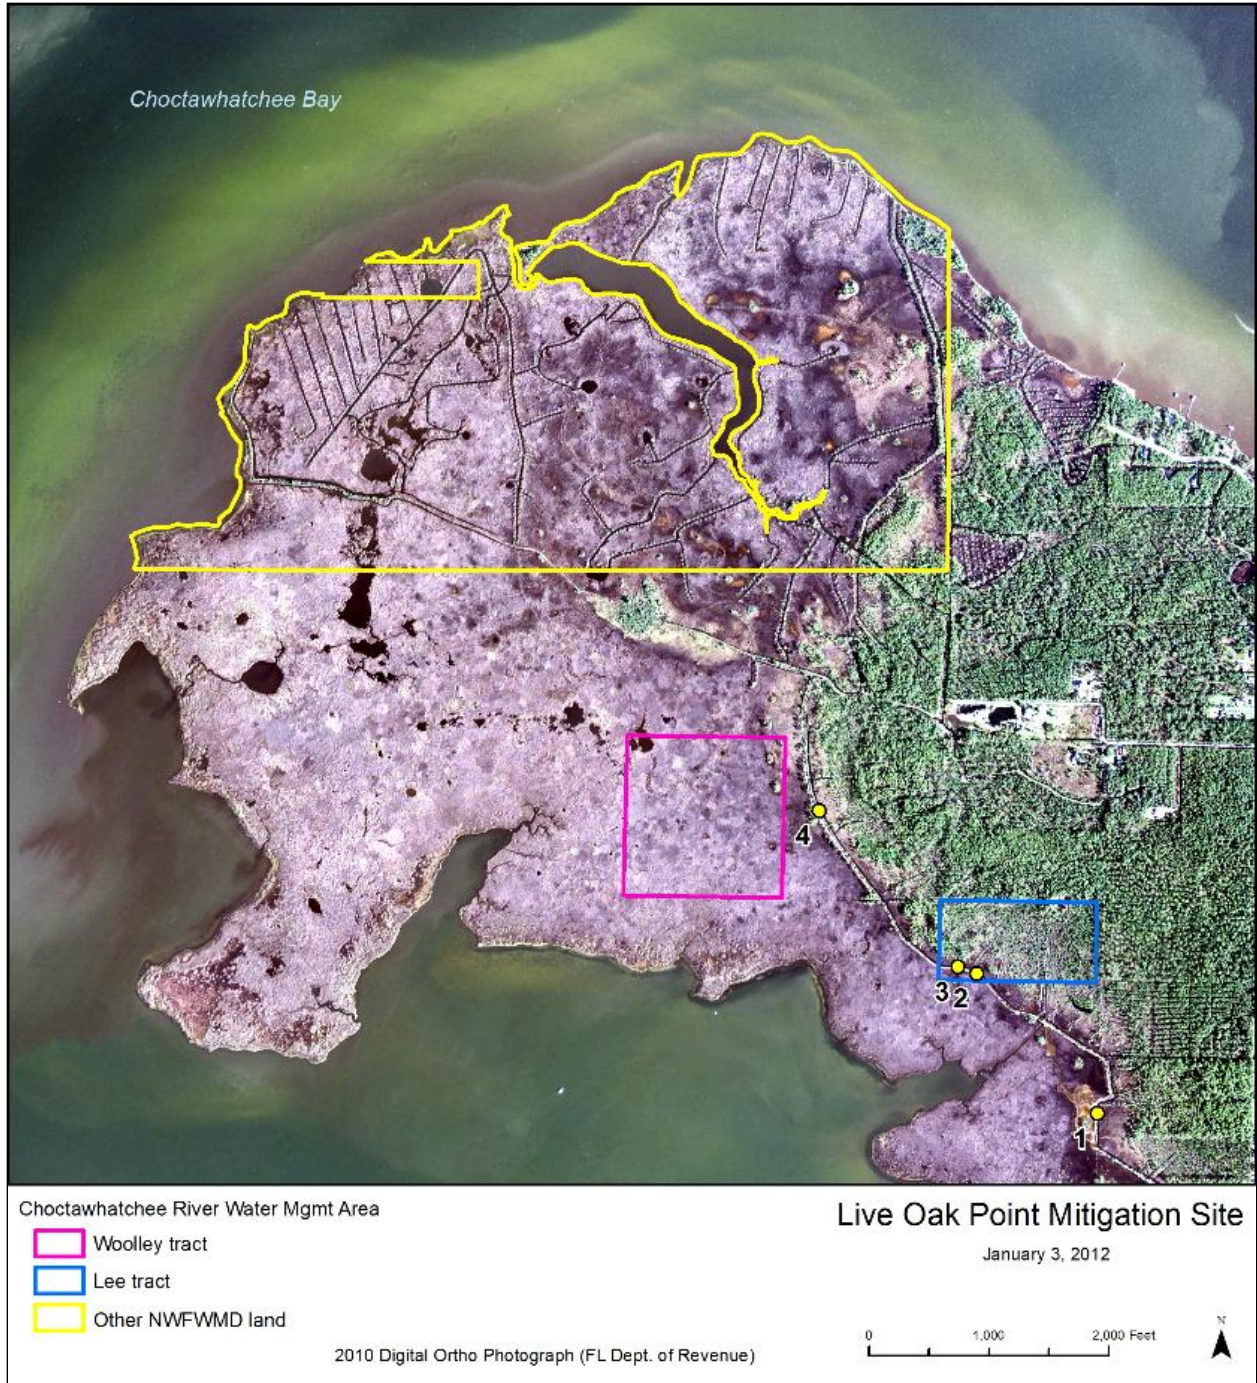 Choctawhatchee Bay
4
3 2
1
Choctawhatchee River Water Mgmt Area
Woolley tract
Lee tract
Other NWFWMD land
2010 Digital Ortho Photograph (FL Dept. of Revenue)
Live Oak Point Mitigation Site
January 3, 2012
0 1,000 2,000 Feet
N